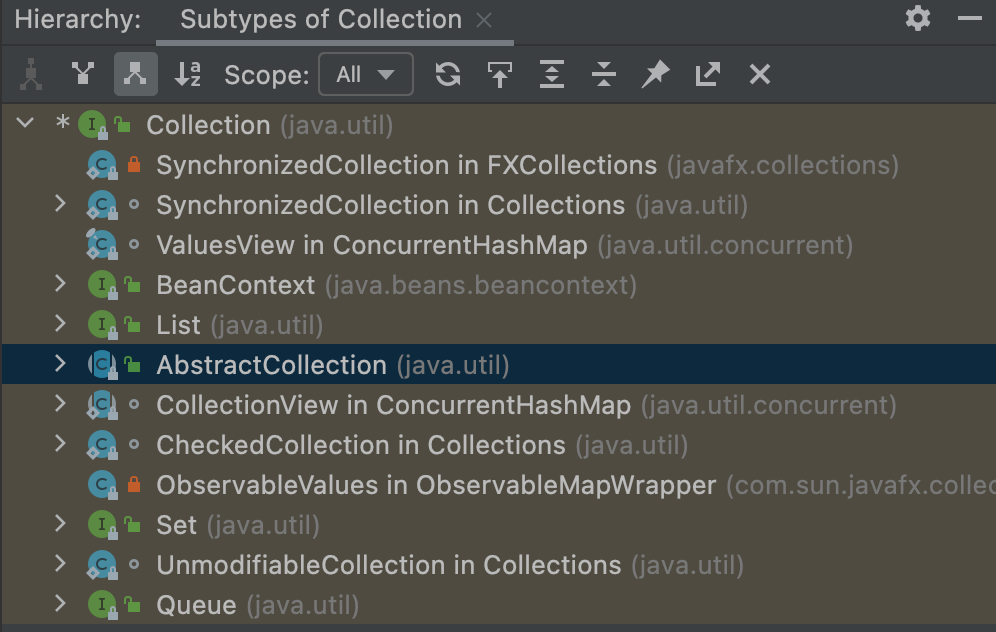 Hierarchy: Subtypes of Collection
Scope: All
* Collection (java.util)
SynchronizedCollection in FXCollections (javafx.collections)
SynchronizedCollection in Collections (java.util)
ValuesView in ConcurrentHashMap (java.util.concurrent)
BeanContext (java.beans.beancontext)
List (java.util)
AbstractCollection (java.util)
CollectionView in ConcurrentHashMap (java.util.concurrent)
CheckedCollection in Collections (java.util)
ObservableValues in ObservableMapWrapper (com.sun.javafx.collec
Set (java.util)
UnmodifiableCollection in Collections (java.util)
Queue (java.util)